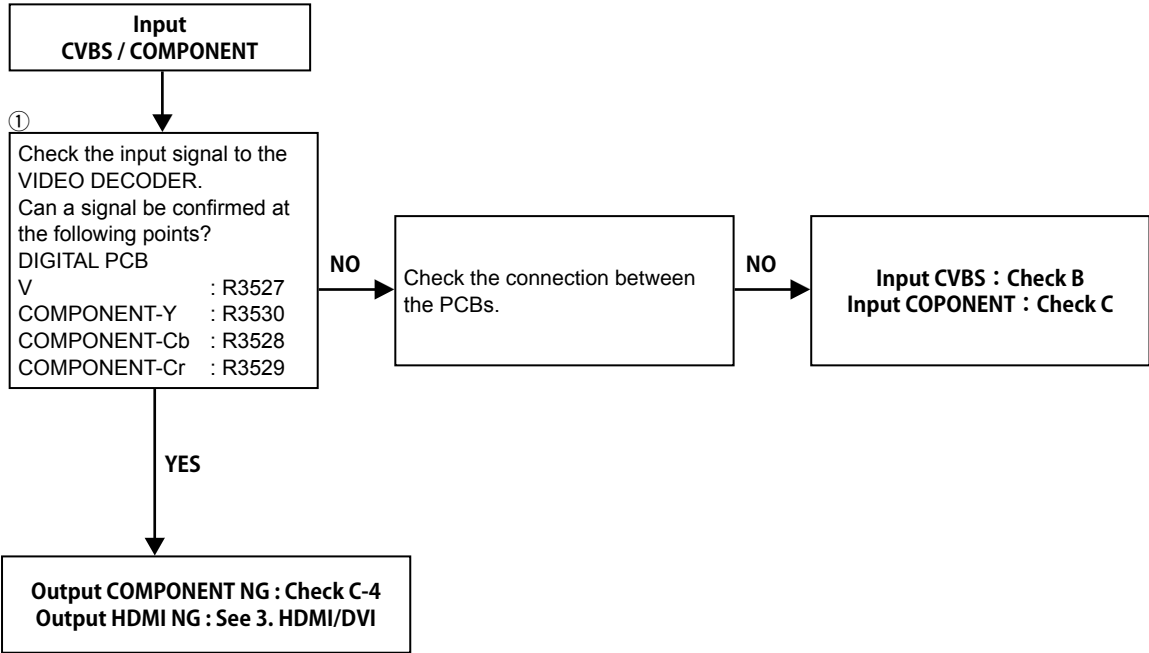 Input
CVBS / COMPONENT
①
Check the input signal to the
VIDEO DECODER.
Can a signal be confirmed at
the following points?
DIGITAL PCB
V : R3527
COMPONENT-Y : R3530
COMPONENT-Cb : R3528
COMPONENT-Cr : R3529
NO
Check the connection between
the PCBs.
NO
Input CVBS : Check B
Input COPONENT : Check C
YES
Output COMPONENT NG : Check C-4
Output HDMI NG : See 3. HDMI/DVI